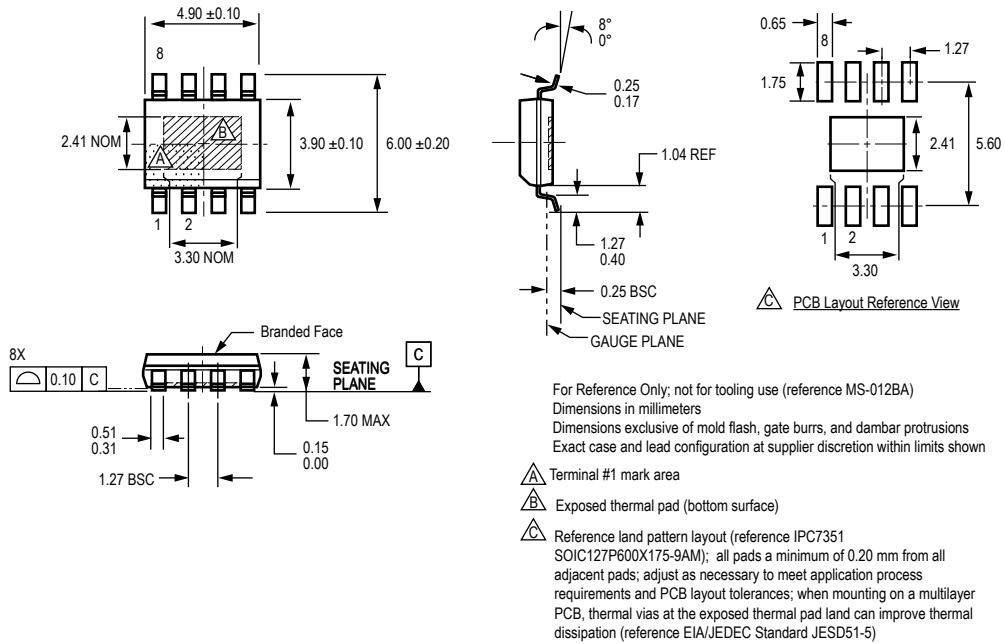 4.90 ±0.10
8
2.41 NOM
A
B
3.90 ±0.10
6.00 ±0.20
1
2
3.30 NOM
8°
0°
0.25
0.17
1.04 REF
1.27
0.40
0.25 BSC
SEATING PLANE
GAUGE PLANE
0.65
8
1.27
1.75
2.41
5.60
1
2
3.30
C PCB Layout Reference View
Branded Face
8X
0.10 C
SEATING
PLANE
C
1.70 MAX
0.51
0.31
0.15
0.00
1.27 BSC
For Reference Only; not for tooling use (reference MS-012BA)
Dimensions in millimeters
Dimensions exclusive of mold flash, gate burrs, and dambar protrusions
Exact case and lead configuration at supplier discretion within limits shown
A Terminal #1 mark area
B Exposed thermal pad (bottom surface)
C Reference land pattern layout (reference IPC7351
SOIC127P600X175-9AM); all pads a minimum of 0.20 mm from all
adjacent pads; adjust as necessary to meet application process
requirements and PCB layout tolerances; when mounting on a multilayer
PCB, thermal vias at the exposed thermal pad land can improve thermal
dissipation (reference EIA/JEDEC Standard JESD51-5)